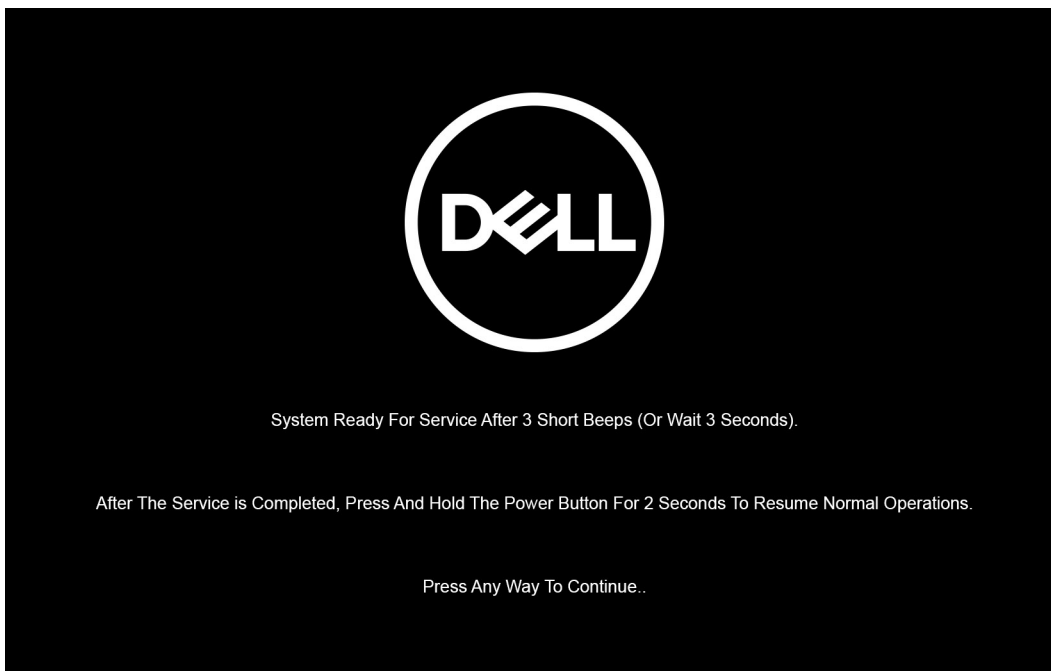 DELL
System Ready For Service After 3 Short Beeps (Or Wait 3 Seconds).
After The Service is Completed, Press And Hold The Power Button For 2 Seconds To Resume Normal Operations.
Press Any Way To Continue..